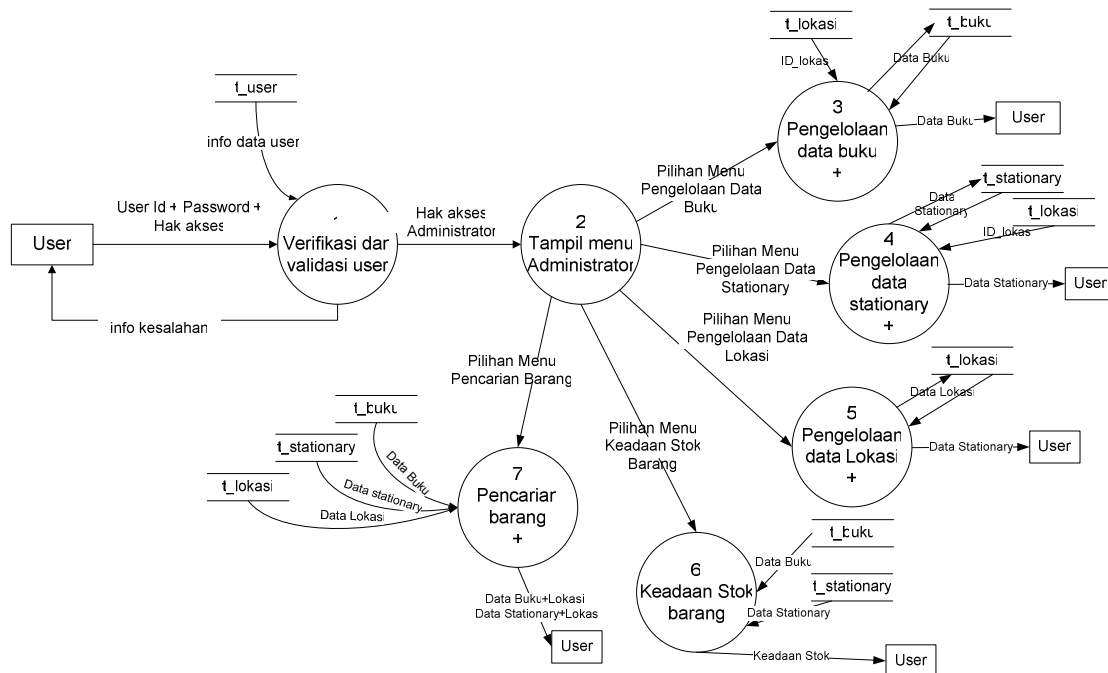 t_user
info data user
User Id + Password +
Hak akses
User
info kesalahan
Verifikasi dar
validasi user
Hak akses
Administrator
2
Tampil menu
Administrator
t_lokasi
ID_lokas
t_buku
Data Buku
3
Pengelolaan
data buku
+
Data Buku
User
Pilihan Menu
Pengelolaan Data
Buku
t_stationary
Data
Stationary
t_lokasi
ID_lokas
4
Pengelolaan
data
stationary
+
Data Stationary
User
Pilihan Menu
Pengelolaan Data
Stationary
Pilihan Menu
Pengelolaan Data
Lokasi
t_lokasi
Data Lokasi
5
Pengelolaan
data Lokasi
+
Data Stationary
User
Pilihan Menu
Pencarian Barang
Pilihan Menu
Keadaan Stok
Barang
t_buku
Data Buku
t_stationary
Data stationary
t_lokasi
Data Lokasi
7
Pencarian
barang
+
Data Buku+Lokasi
Data Stationary+Lokas
User
t_buku
Data Buku
t_stationary
Data Stationary
6
Keadaan Stok
barang
Keadaan Stok
User